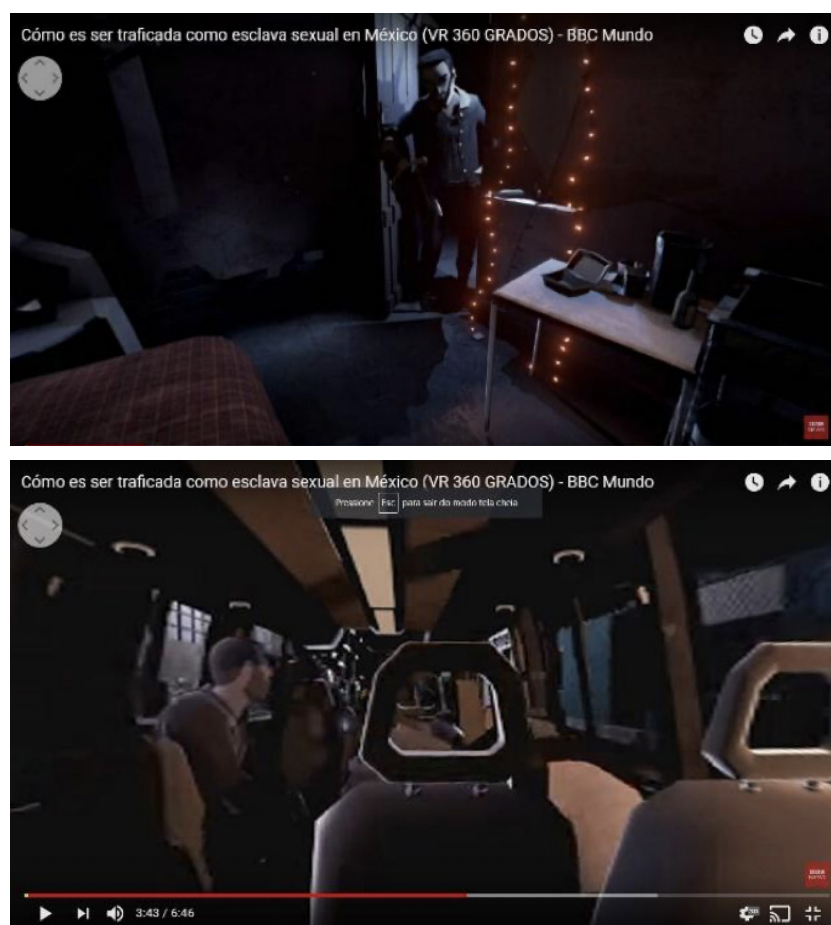 Cómo es ser traficada como esclava sexual en México (VR 360 GRADOS) - BBC Mundo
Cómo es ser traficada como esclava sexual en México (VR 360 GRADOS) - BBC Mundo
Pressione Esc para sair do modo tela cheia
3:43 / 6:46